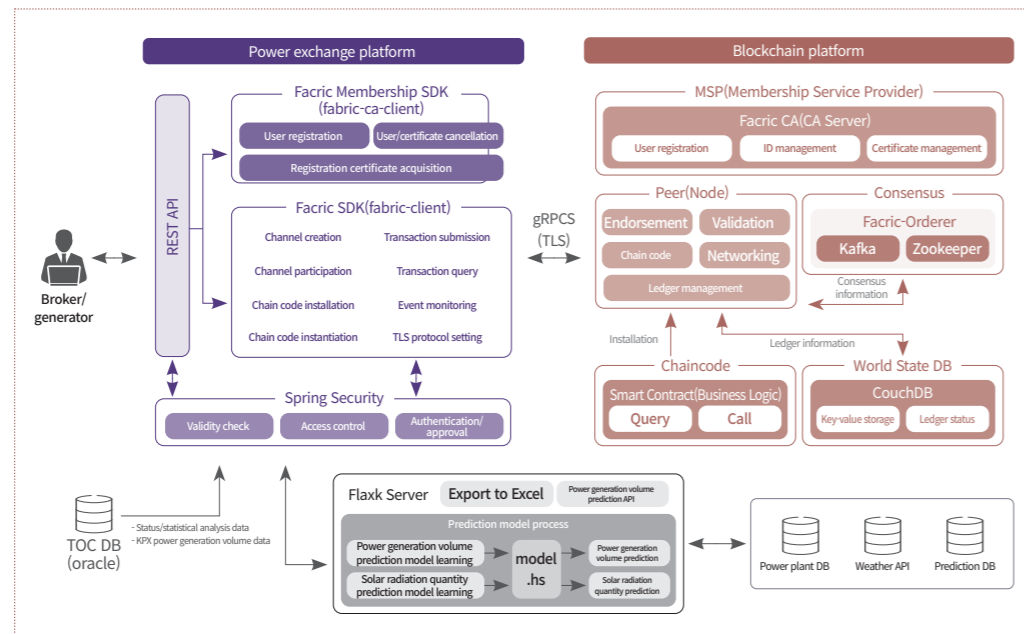 Power exchange platform
Blockchain platform
Facric Membership SDK
(fabric-ca-client)
User registration
User/certificate cancellation
Registration certificate acquisition
REST API
Facric SDK(fabric-client)
Channel creation
Transaction submission
Channel participation
Transaction query
Chain code installation
Event monitoring
Chain code instantiation
TLS protocol setting
Broker/
generator
Spring Security
Validity check
Access control
Authentication/
approval
gRPCS
(TLS)
MSP(Membership Service Provider)
Facric CA(CA Server)
User registration
ID management
Certificate management
Peer(Node)
Endorsement
Validation
Chain code
Networking
Ledger management
Consensus
Facric-Orderer
Kafka
Zookeeper
Consensus
information
Installation
Ledger information
Chaincode
Smart Contract(Business Logic)
Query
Call
World State DB
CouchDB
Key-value storage
Ledger status
TOC DB
(oracle)
- Status/statistical analysis data
- KPX power generation volume data
Flaxk Server
Export to Excel
Power generation volume
prediction API
Prediction model process
Power generation volume
prediction model learning
Solar radiation quantity
prediction model learning
model
.hs
Power generation
volume prediction
Solar radiation
quantity prediction
Power plant DB
Weather API
Prediction DB